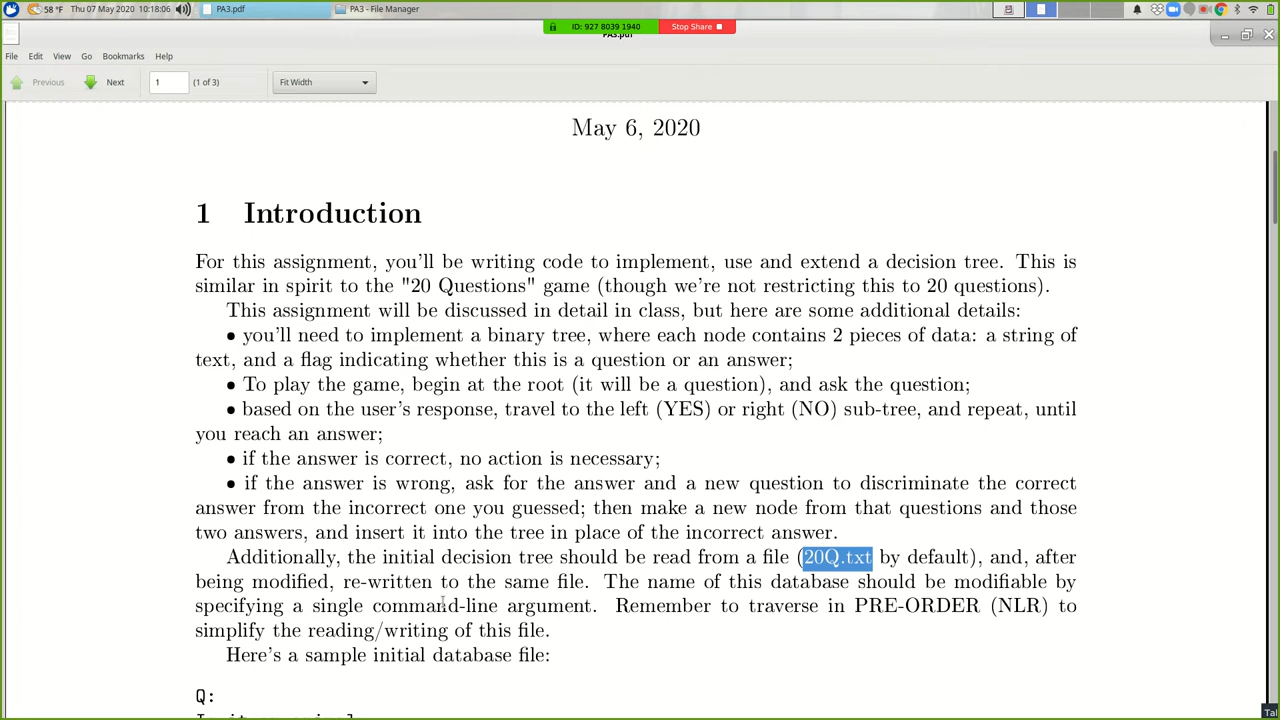 58 °F Thu 07 May 2020 10:18:06 PA3.pdf PA3 - File Manager
ID: 927 8039 1940 Stop Share
PA3.pdf
File Edit View Go Bookmarks Help
Previous Next 1 (1 of 3) Fit Width
May 6, 2020
1 Introduction
For this assignment, you'll be writing code to implement, use and extend a decision tree. This is
similar in spirit to the "20 Questions" game (though we're not restricting this to 20 questions).
This assignment will be discussed in detail in class, but here are some additional details:
• you'll need to implement a binary tree, where each node contains 2 pieces of data: a string of
text, and a flag indicating whether this is a question or an answer;
• To play the game, begin at the root (it will be a question), and ask the question;
• based on the user's response, travel to the left (YES) or right (NO) sub-tree, and repeat, until
you reach an answer;
• if the answer is correct, no action is necessary;
• if the answer is wrong, ask for the answer and a new question to discriminate the correct
answer from the incorrect one you guessed; then make a new node from that questions and those
two answers, and insert it into the tree in place of the incorrect answer.
Additionally, the initial decision tree should be read from a file (20Q.txt by default), and, after
being modified, re-written to the same file. The name of this database should be modifiable by
specifying a single command-line argument. Remember to traverse in PRE-ORDER (NLR) to
simplify the reading/writing of this file.
Here's a sample initial database file:
Q:
Tal